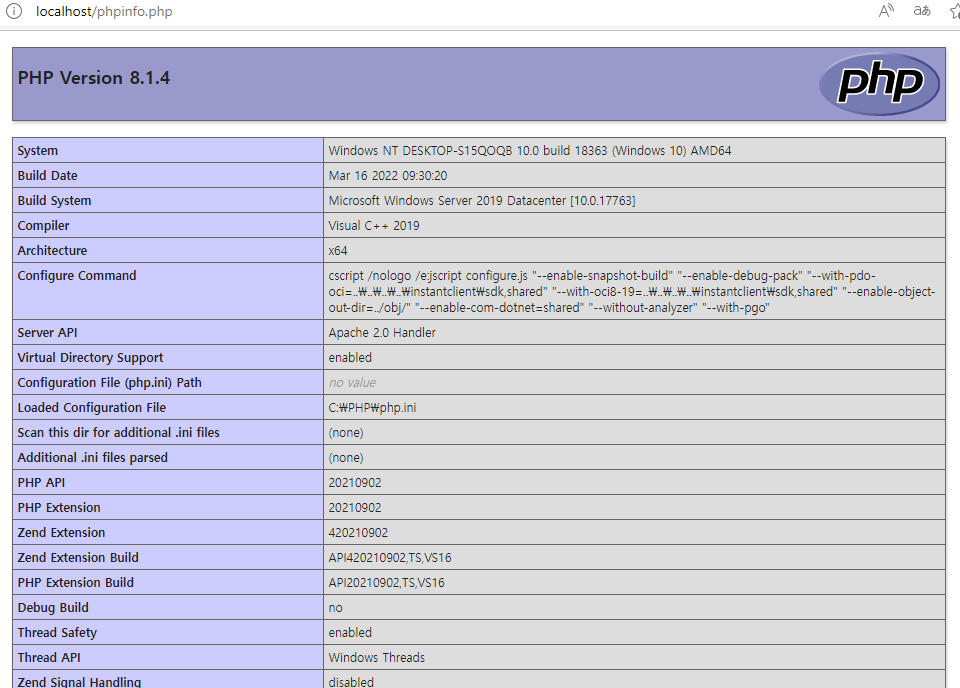 localhost/phpinfo.php
PHP Version 8.1.4
php
System Windows NT DESKTOP-S15QOQB 10.0 build 18363 (Windows 10) AMD64
Build Date Mar 16 2022 09:30:20
Build System Microsoft Windows Server 2019 Datacenter [10.0.17763]
Compiler Visual C++ 2019
Architecture x64
Configure Command cscript /nologo /e:jscript configure.js "--enable-snapshot-build" "--enable-debug-pack" "--with-pdo-
oci=..₩..₩..₩..₩instantclient₩sdk,shared" "--with-oci8-19=..₩..₩..₩..₩instantclient₩sdk,shared" "--enable-object-
out-dir=../obj/" "--enable-com-dotnet=shared" "--without-analyzer" "--with-pgo"
Server API Apache 2.0 Handler
Virtual Directory Support enabled
Configuration File (php.ini) Path no value
Loaded Configuration File C:₩PHP₩php.ini
Scan this dir for additional .ini files (none)
Additional .ini files parsed (none)
PHP API 20210902
PHP Extension 20210902
Zend Extension 420210902
Zend Extension Build API420210902,TS,VS16
PHP Extension Build API20210902,TS,VS16
Debug Build no
Thread Safety enabled
Thread API Windows Threads
Zend Signal Handling disabled